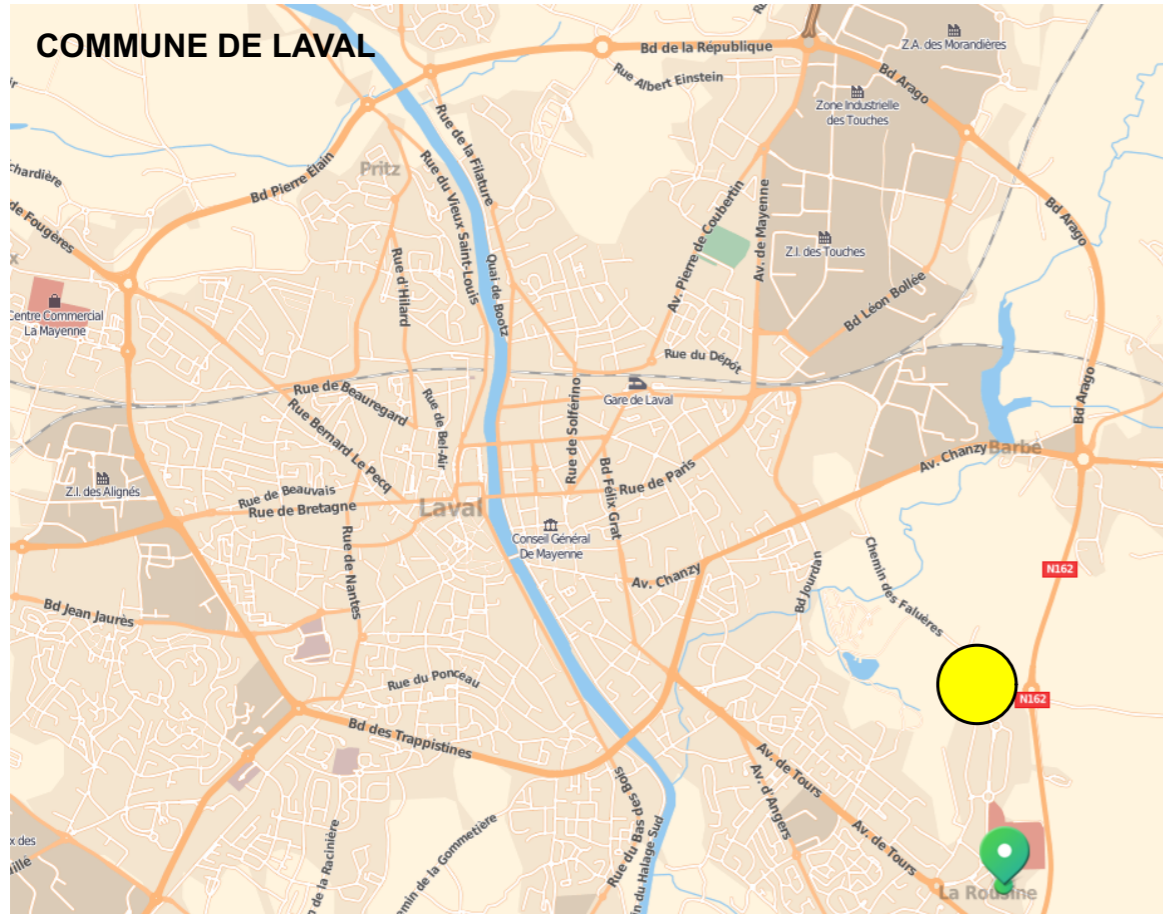 COMMUNE DE LAVAL
Bd de la République
Z.A. des Morandières
Rue Albert Einstein
Bd Arago
Zone Industrielle
des Touches
Rue de la Filature
Pritz
chardière
Bd Pierre Elain
Rue du Vieux Saint-Louis
de Fougères
Av. Pierre de Coubertin
Av. de Mayenne
Bd Arago
x
Rue d'Hilard
Quai de Bootz
Z.I. des Touches
Centre Commercial
La Mayenne
Bd Léon Bollée
Rue du Dépôt
Rue de Beauregard
Gare de Laval
Bd Arago
Rue de Solférino
Rue de Bel-Air
Rue Bernard Le Pecq
Av. Chanzy
Barbé
Z.I. des Alignés
Rue de Beauvais
Rue de Bretagne
Laval
Bd Félix Grat
Rue de Paris
Conseil Général
De Mayenne
Rue de Nantes
Av. Chanzy
Bd Jourdan
Chemin des Faluères
N162
Bd Jean Jaurès
Rue du Ponceau
N162
Bd des Trappistines
Av. de Tours
Av. d'Angers
Rue du Bas des Bois
Av. de Tours
x des
n de la Racinière
min de la Gommetière
in du Halage Sud
La Rousine